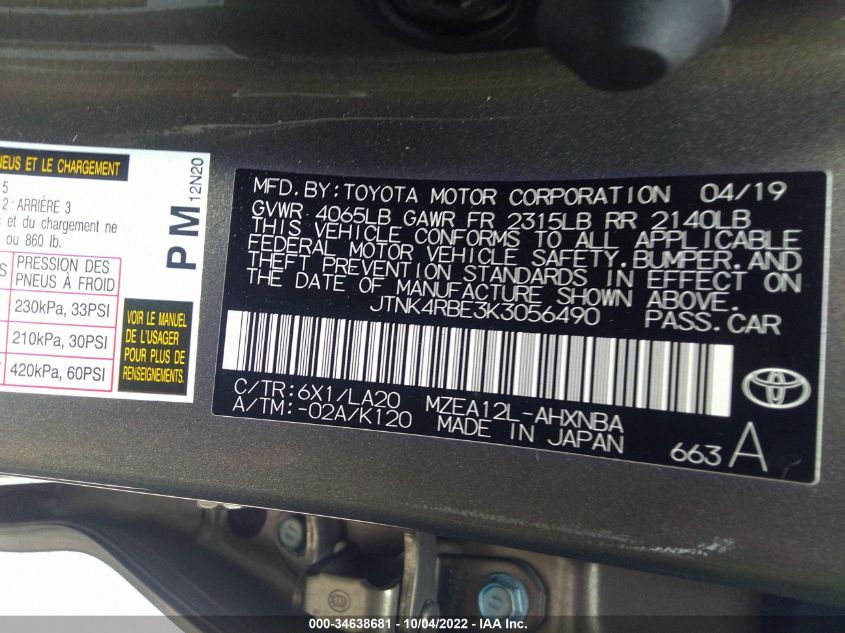 NEUS ET LE CHARGEMENT
5
2 : ARRIÈRE 3
et du chargement ne
ou 860 lb.
PRESSION DES
PNEUS À FROID
230kPa, 33PSI
210kPa, 30PSI
420kPa, 60PSI
VOIR LE MANUEL
DE L'USAGER
POUR PLUS DE
RENSEIGNEMENTS.
PM
12N20
MFD. BY: TOYOTA MOTOR CORPORATION 04/19
GVWR 4065LB GAWR FR 2315LB RR 2140LB
THIS VEHICLE CONFORMS TO ALL APPLICABLE
FEDERAL MOTOR VEHICLE SAFETY, BUMPER, AND
THEFT PREVENTION STANDARDS IN EFFECT ON
THE DATE OF MANUFACTURE SHOWN ABOVE.
JTNK4RBE3K3056490 PASS. CAR
C/TR: 6X1/LA20 MZEA12L-AHXNBA
A/TM: -02A/K120 MADE IN JAPAN
663 A
000-34638681 - 10/04/2022 - IAA Inc.